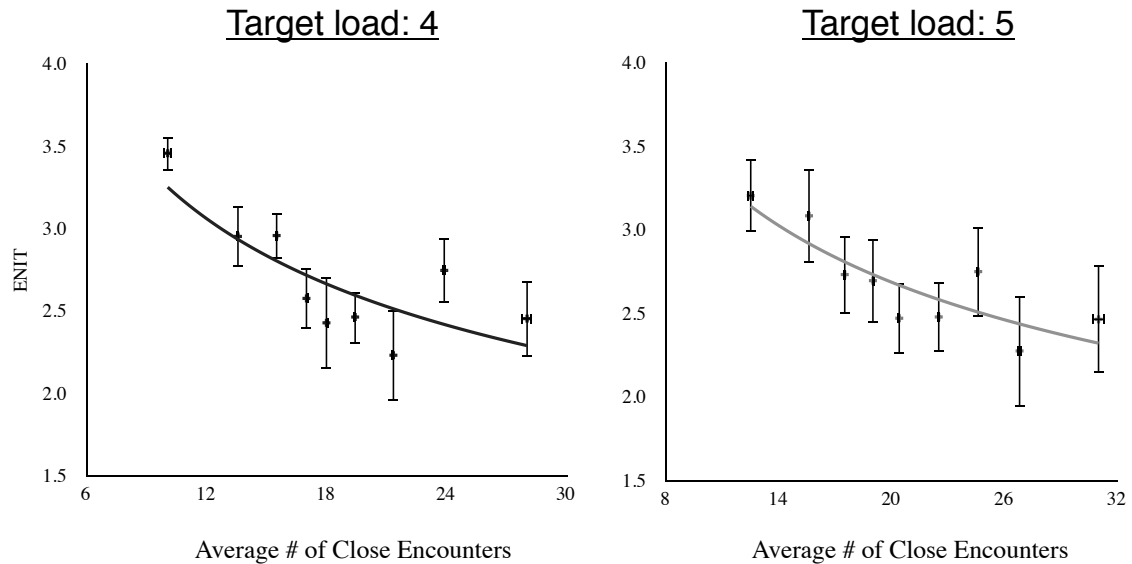 Target load: 4
4.0
3.5
3.0
2.5
2.0
1.5
ENIT
6 12 18 24 30
Average # of Close Encounters
Target load: 5
4.0
3.5
3.0
2.5
2.0
1.5
8 14 20 26 32
Average # of Close Encounters